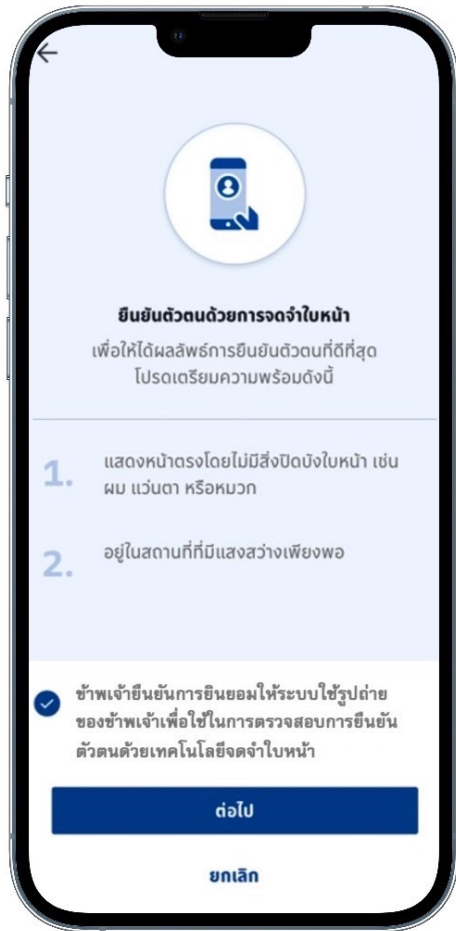 ยืนยันตัวตนด้วยการจดจำใบหน้า
เพื่อให้ได้ผลลัพธ์การยืนยันตัวตนที่ดีที่สุด
โปรดเตรียมความพร้อมดังนี้
1. แสดงหน้าตรงโดยไม่มีสิ่งปิดบังใบหน้า เช่น
ผม แว่นตา หรือหมวก
2. อยู่ในสถานที่ที่มีแสงสว่างเพียงพอ
ข้าพเจ้ายืนยันการยินยอมให้ระบบใช้รูปถ่าย
ของข้าพเจ้าเพื่อใช้ในการตรวจสอบการยืนยัน
ตัวตนด้วยเทคโนโลยีจดจำใบหน้า
ต่อไป
ยกเลิก